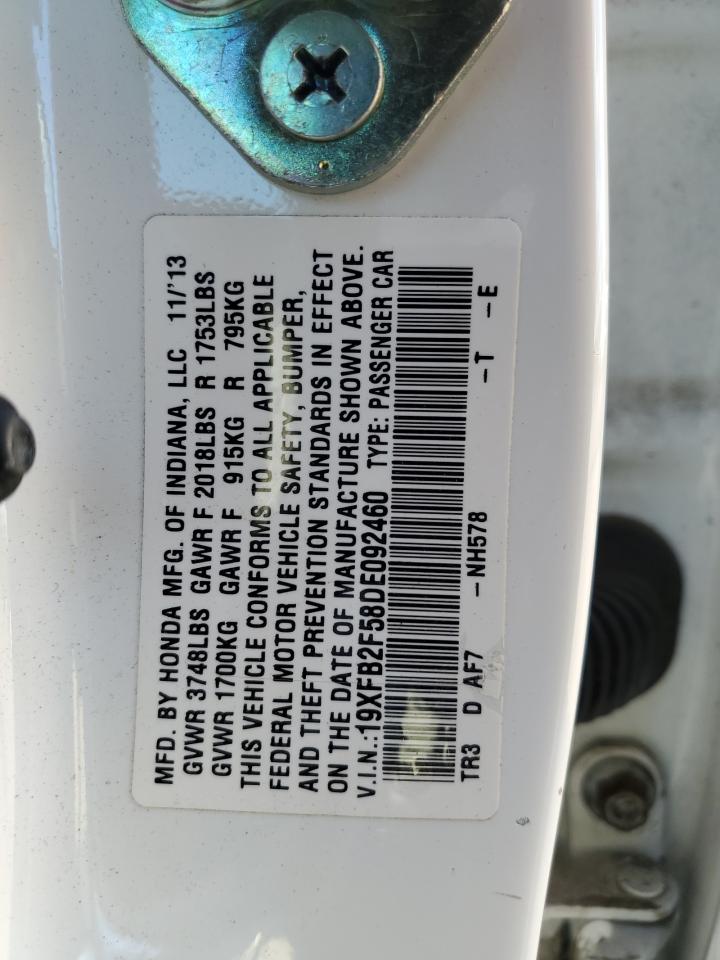 MFD. BY HONDA MFG. OF INDIANA, LLC 11/'13
GVWR 3748LBS GAWR F 2018LBS R 1753LBS
GVWR 1700KG GAWR F 915KG R 795KG
THIS VEHICLE CONFORMS TO ALL APPLICABLE
FEDERAL MOTOR VEHICLE SAFETY, BUMPER,
AND THEFT PREVENTION STANDARDS IN EFFECT
ON THE DATE OF MANUFACTURE SHOWN ABOVE.
V.I.N.:19XFB2F58DE092460 TYPE: PASSENGER CAR
TR3 D AF7 -NH578 -T -E